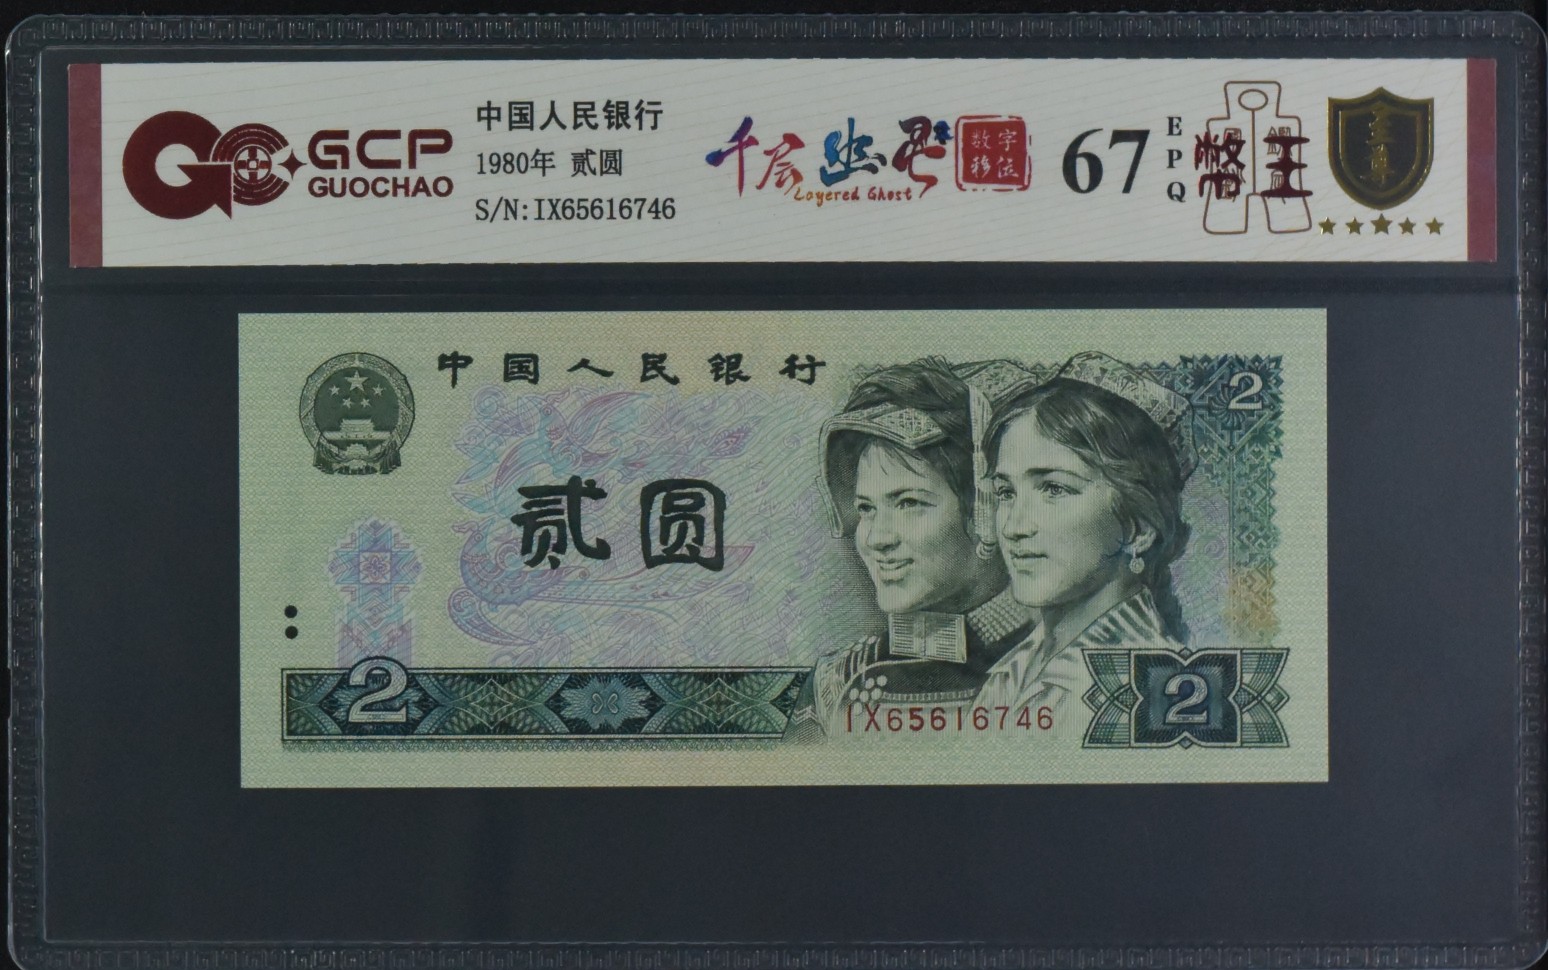 GCP
GUOCHAO
中国人民银行
1980年 贰圆
S/N:IX65616746
千层幽灵
Layered Ghost
数字
移位
67
EPQ
至尊
中国人民银行
2
贰圆
2
IX65616746
2